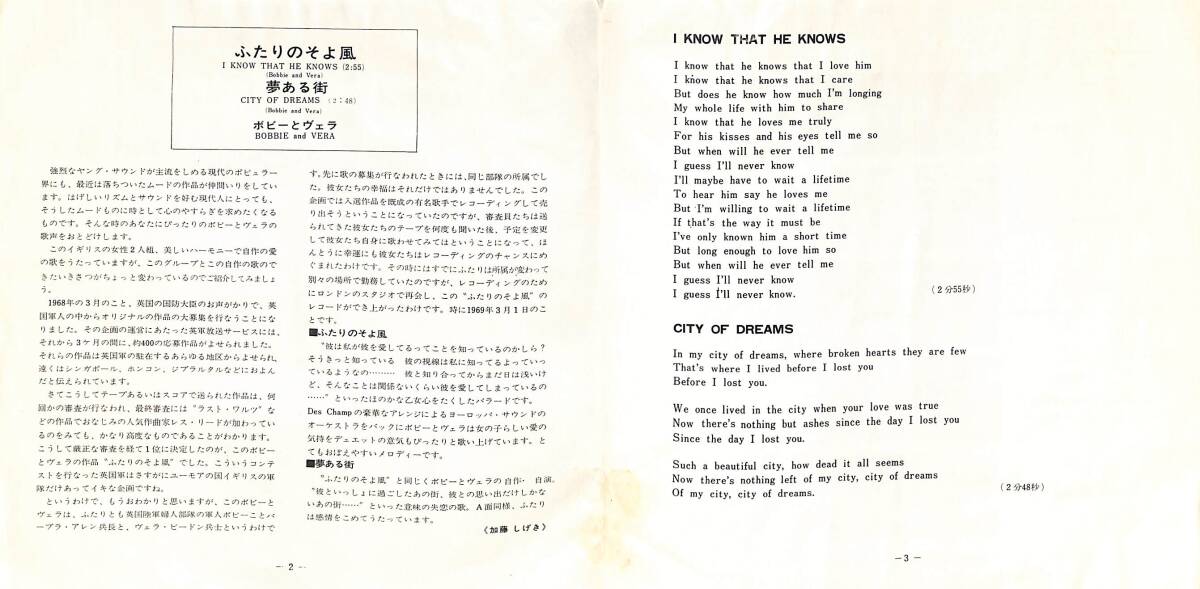 ふたりのそよ風
I KNOW THAT HE KNOWS (2:55)
(Bobbie and Vera)
夢ある街
CITY OF DREAMS (2:48)
(Bobbie and Vera)
ボビーとヴェラ
BOBBIE and VERA
強烈なヤング・サウンドが主流をしめる現代のポピュラー
界にも、最近は落ちついたムードの作品が仲間いりをしてい
ます。はげしいリズムとサウンドを好む現代人にとっても、
そうしたムードものに時として心のやすらぎを求めたくなる
ものです。そんな時のあなたにぴったりのボビーとヴェラの
歌声をおとどけします。
このイギリスの女性2人組、美しいハーモニーで自作の愛
の歌をうたっていますが、このグループとこの自作の歌ので
きたいきさつがちょっと変わっているのでご紹介してみましょ
う。
1968年の3月のこと、英国の国防大臣のお声がかりで、英
国軍人の中からオリジナルの作品の大募集を行なうことにな
りました。その企画の運営にあたった英軍放送サービスには、
それから3ケ月の間に、約400の応募作品がよせられました。
それらの作品は英国軍の駐在するあらゆる地区からよせられ、
遠くはシンガポール、ホンコン、ジブラルタルなどにおよん
だと伝えられています。
さてこうしてテープあるいはスコアで送られた作品は、何
回かの審査が行なわれ、最終審査には“ラスト・ワルツ”な
どの作品でおなじみの人気作曲家レス・リードが加わってい
るのをみても、かなり高度なものであることがわかります。
こうして厳正な審査を経て1位に決定したのが、このボビー
とヴェラの作品“ふたりのそよ風”でした。こういうコンテ
ストを行なった英国軍はさすがにユーモアの国イギリスの軍
隊だけあってイキな企画ですね。
というわけで、もうおわかりと思いますが、このボビーと
ヴェラは、ふたりとも英国陸軍婦人部隊の軍人ボビーことバ
ーブラ・アレン兵長と、ヴェラ・ビードン兵士というわけで
す。先に歌の募集が行なわれたときには、同じ部隊の所属でし
た。彼女たちの幸福はそれだけではありませんでした。この
企画では入選作品を既成の有名歌手でレコーディングして売
り出そうということになっていたのですが、審査員たちは送
られてきた彼女たちのテープを何度も聞いた後、予定を変更
して彼女たち自身に歌わせてみてはということになって、ほ
んとうに幸運にも彼女たちはレコーディングのチャンスにめ
ぐまれたわけです。その時にはすでにふたりは所属が変わって
別々の場所で勤務していたのですが、レコーディングのため
にロンドンのスタジオで再会し、この“ふたりのそよ風”の
レコードができ上がったわけです。時に1969年3月1日のこ
とです。
■ふたりのそよ風
“彼は私が彼を愛してるってことを知っているのかしら？
そうきっと知っている　彼の視線は私に知ってるよっていっ
ているようなの………　彼と知り合ってからまだ日は浅いけ
ど、そんなことは関係ないくらい彼を愛してしまっているの
……”といったほのかな乙女心をたくしたバラードです。
Des Champの豪華なアレンジによるヨーロッパ・サウンドの
オーケストラをバックにボビーとヴェラは女の子らしい愛の
気持をデュエットの意気もぴったりと歌い上げています。と
てもおぼえやすいメロディーです。
■夢ある街
“ふたりのそよ風”と同じくボビーとヴェラの自作・自演。
“彼といっしょに過ごしたあの街、彼との思い出だけしかな
いあの街……”といった意味の失恋の歌。A面同様、ふたり
は感情をこめてうたっています。
《加藤 しげき》
— 2 —
I KNOW THAT HE KNOWS
I know that he knows that I love him
I know that he knows that I care
But does he know how much I'm longing
My whole life with him to share
I know that he loves me truly
For his kisses and his eyes tell me so
But when will he ever tell me
I guess I'll never know
I'll maybe have to wait a lifetime
To hear him say he loves me
But I'm willing to wait a lifetime
If that's the way it must be
I've only known him a short time
But long enough to love him so
But when will he ever tell me
I guess I'll never know
I guess I'll never know.
(2分55秒)
CITY OF DREAMS
In my city of dreams, where broken hearts they are few
That's where I lived before I lost you
Before I lost you.
We once lived in the city when your love was true
Now there's nothing but ashes since the day I lost you
Since the day I lost you.
Such a beautiful city, how dead it all seems
Now there's nothing left of my city, city of dreams
Of my city, city of dreams.
(2分48秒)
— 3 —